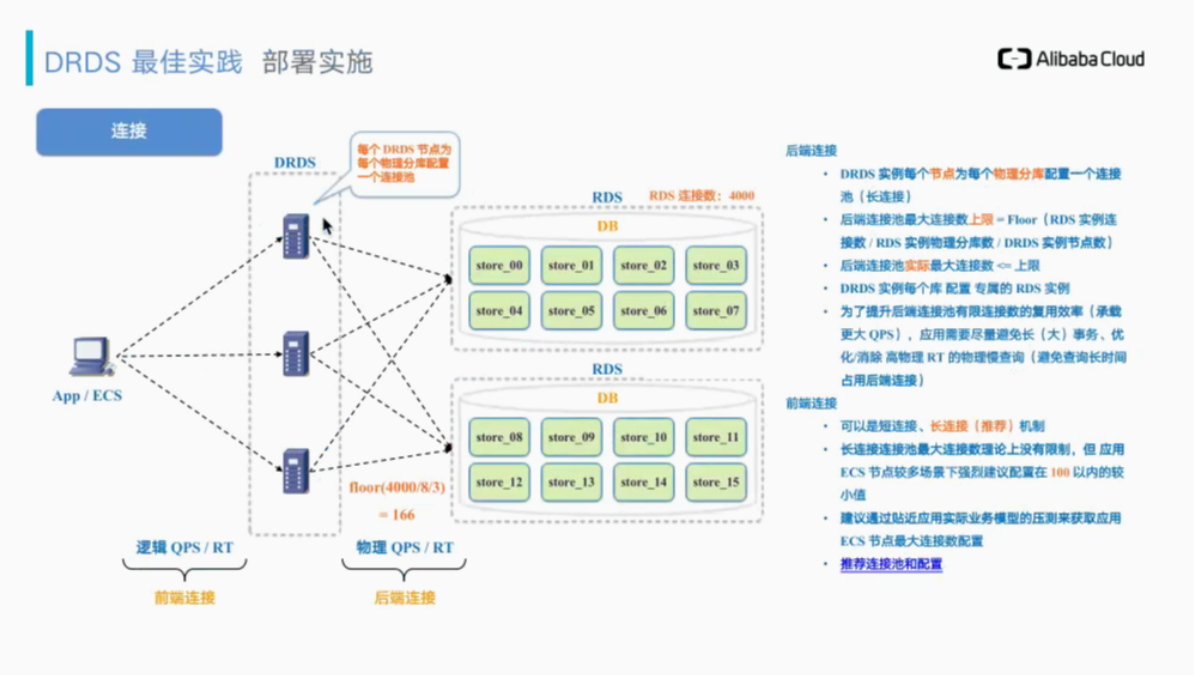 DRDS 最佳实践 部署实施
Alibaba Cloud
连接
DRDS
每个 DRDS 节点为
每个物理分库配置
一个连接池
RDS
RDS 连接数：4000
DB
store_00 store_01 store_02 store_03
store_04 store_05 store_06 store_07
App / ECS
RDS
DB
store_08 store_09 store_10 store_11
store_12 store_13 store_14 store_15
floor(4000/8/3)
= 166
逻辑 QPS / RT
物理 QPS / RT
前端连接
后端连接
后端连接
• DRDS 实例每个节点为每个物理分库配置一个连接
池（长连接）
• 后端连接池最大连接数上限 = Floor（RDS 实例连
接数 / RDS 实例物理分库数 / DRDS 实例节点数）
• 后端连接池实际最大连接数 <= 上限
• DRDS 实例每个库 配置 专属的 RDS 实例
• 为了提升后端连接池有限连接数的复用效率（承载
更大 QPS），应用需要尽量避免长（大）事务、优
化/消除 高物理 RT 的物理慢查询（避免查询长时间
占用后端连接）
前端连接
• 可以是短连接、长连接（推荐）机制
• 长连接连接池最大连接数理论上没有限制，但 应用
ECS 节点较多场景下强烈建议配置在 100 以内的较
小值
• 建议通过贴近应用实际业务模型的压测来获取应用
ECS 节点最大连接数配置
• 推荐连接池和配置